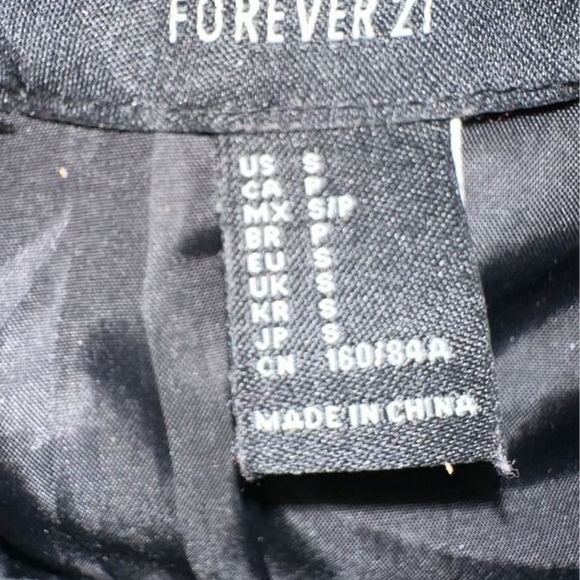 FOREVER 21
US S
CA P
MX S/P
BR P
EU S
UK S
KR S
JP S
CN 160/84A
MADE IN CHINA